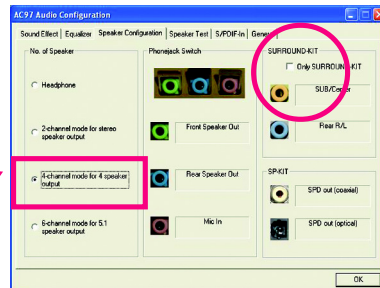 AC97 Audio Configuration
Sound Effect | Equalizer | Speaker Configuration | Speaker Test | S/PDIF-In | General
No. of Speaker
Headphone
2-channel mode for stereo
speaker output
4-channel mode for 4 speaker
output
6-channel mode for 5.1
speaker output
Phonejack Switch
Front Speaker Out
Rear Speaker Out
Mic In
SURROUND-KIT
Only SURROUND-KIT
SUB/Center
Rear R/L
SP-KIT
SPD out (coaxial)
SPD out (optical)
OK